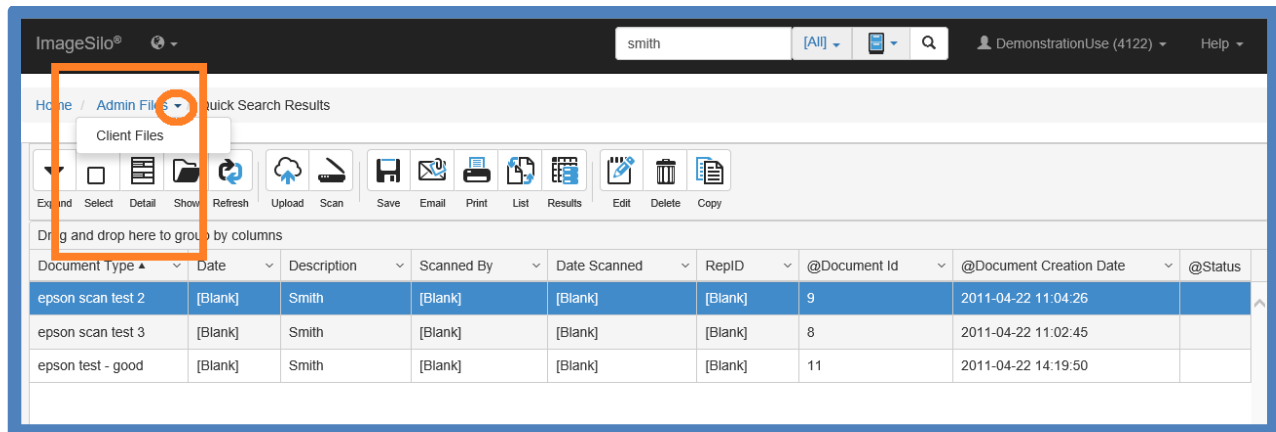 ImageSilo® smith [All] DemonstrationUse (4122) Help
Home / Admin Files / Quick Search Results
Client Files
Expand Select Detail Show Refresh Upload Scan Save Email Print List Results Edit Delete Copy
Drag and drop here to group by columns
Document Type Date Description Scanned By Date Scanned RepID @Document Id @Document Creation Date @Status
epson scan test 2 [Blank] Smith [Blank] [Blank] [Blank] 9 2011-04-22 11:04:26
epson scan test 3 [Blank] Smith [Blank] [Blank] [Blank] 8 2011-04-22 11:02:45
epson test - good [Blank] Smith [Blank] [Blank] [Blank] 11 2011-04-22 14:19:50